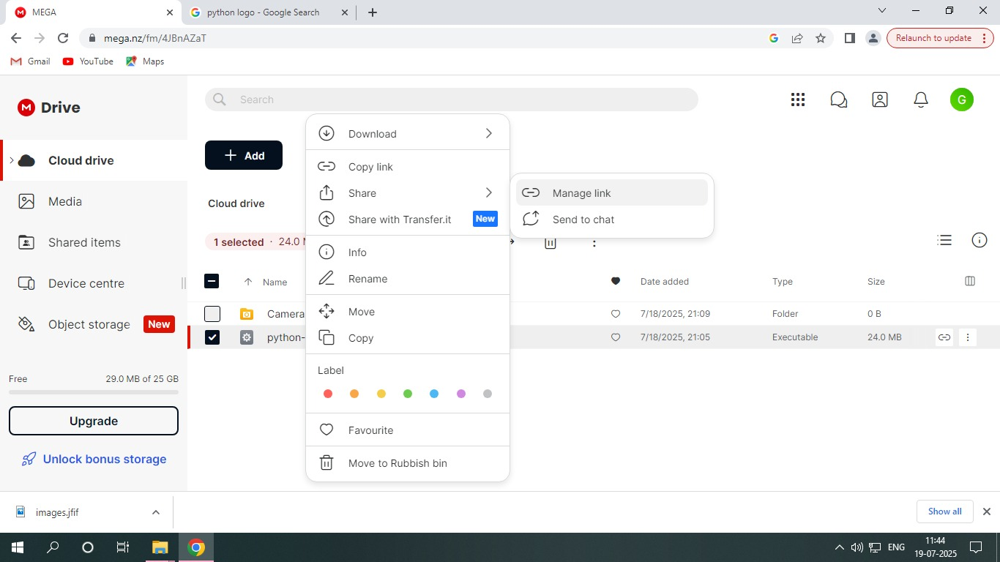 MEGA
python logo - Google Search
mega.nz/fm/4JBnAZaT
Relaunch to update
Gmail
YouTube
Maps
M
Drive
Search
G
Add
Cloud drive
Media
Shared items
Device centre
Object storage New
Free 29.0 MB of 25 GB
Upgrade
Unlock bonus storage
Cloud drive
1 selected · 24.0 M
Name Date added Type Size
Camera 7/18/2025, 21:09 Folder 0 B
python- 7/18/2025, 21:05 Executable 24.0 MB
Download
Copy link
Share
Share with Transfer.it New
Info
Rename
Move
Copy
Label
Favourite
Move to Rubbish bin
Manage link
Send to chat
images.jfif
Show all
ENG
11:44
19-07-2025